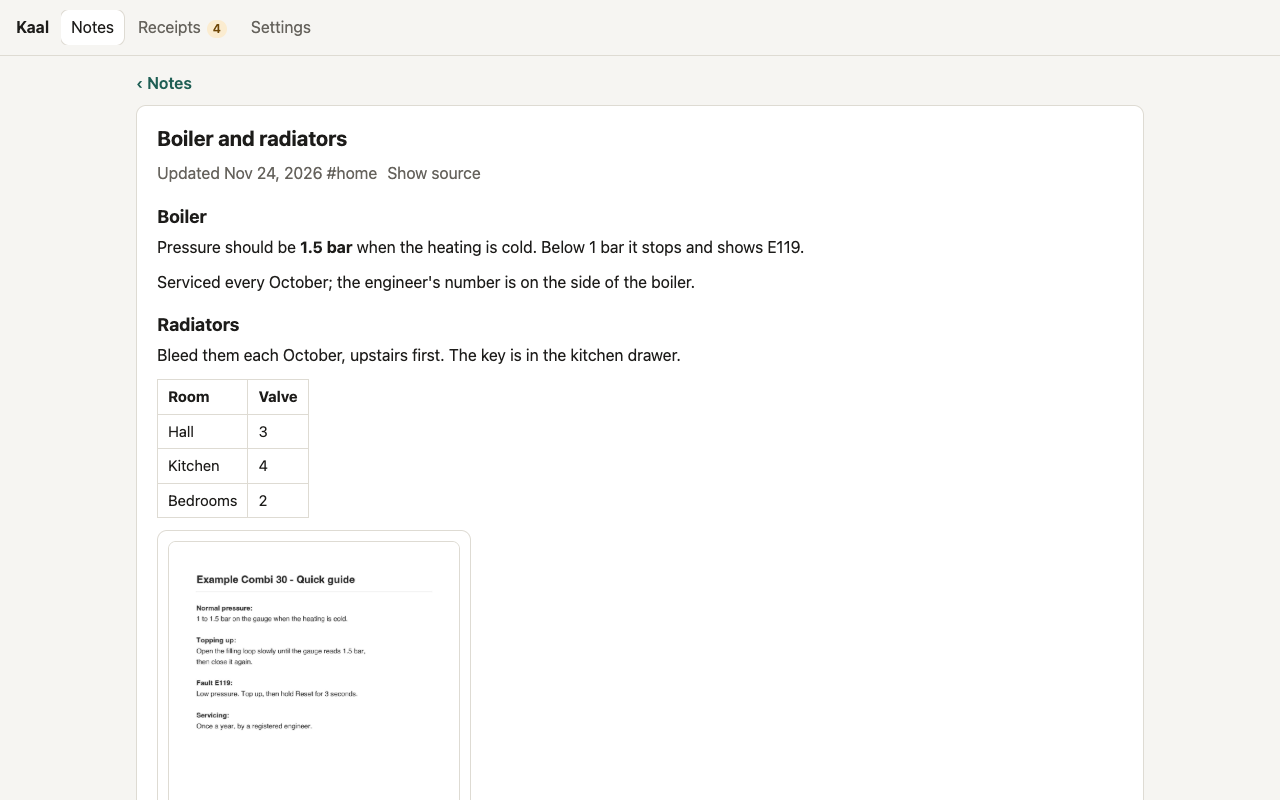 Kaal Notes Receipts 4 Settings
‹ Notes
Boiler and radiators
Updated Nov 24, 2026 #home Show source
Boiler
Pressure should be 1.5 bar when the heating is cold. Below 1 bar it stops and shows E119.
Serviced every October; the engineer's number is on the side of the boiler.
Radiators
Bleed them each October, upstairs first. The key is in the kitchen drawer.
Room Valve
Hall 3
Kitchen 4
Bedrooms 2
Example Combi 30 - Quick guide
Normal pressure:
1 to 1.5 bar on the gauge when the heating is cold.
Topping up:
Open the filling loop slowly until the gauge reads 1.5 bar,
then close it again.
Fault E119:
Low pressure. Top up, then hold Reset for 3 seconds.
Servicing:
Once a year, by a registered engineer.